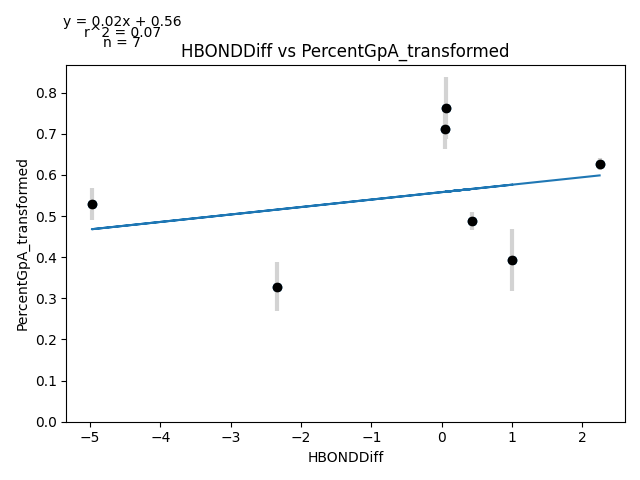 y = 0.02x + 0.56
r^2 = 0.07
n = 7
HBONDDiff vs PercentGpA_transformed
PercentGpA_transformed
0.8
0.7
0.6
0.5
0.4
0.3
0.2
0.1
0.0
−5 −4 −3 −2 −1 0 1 2
HBONDDiff